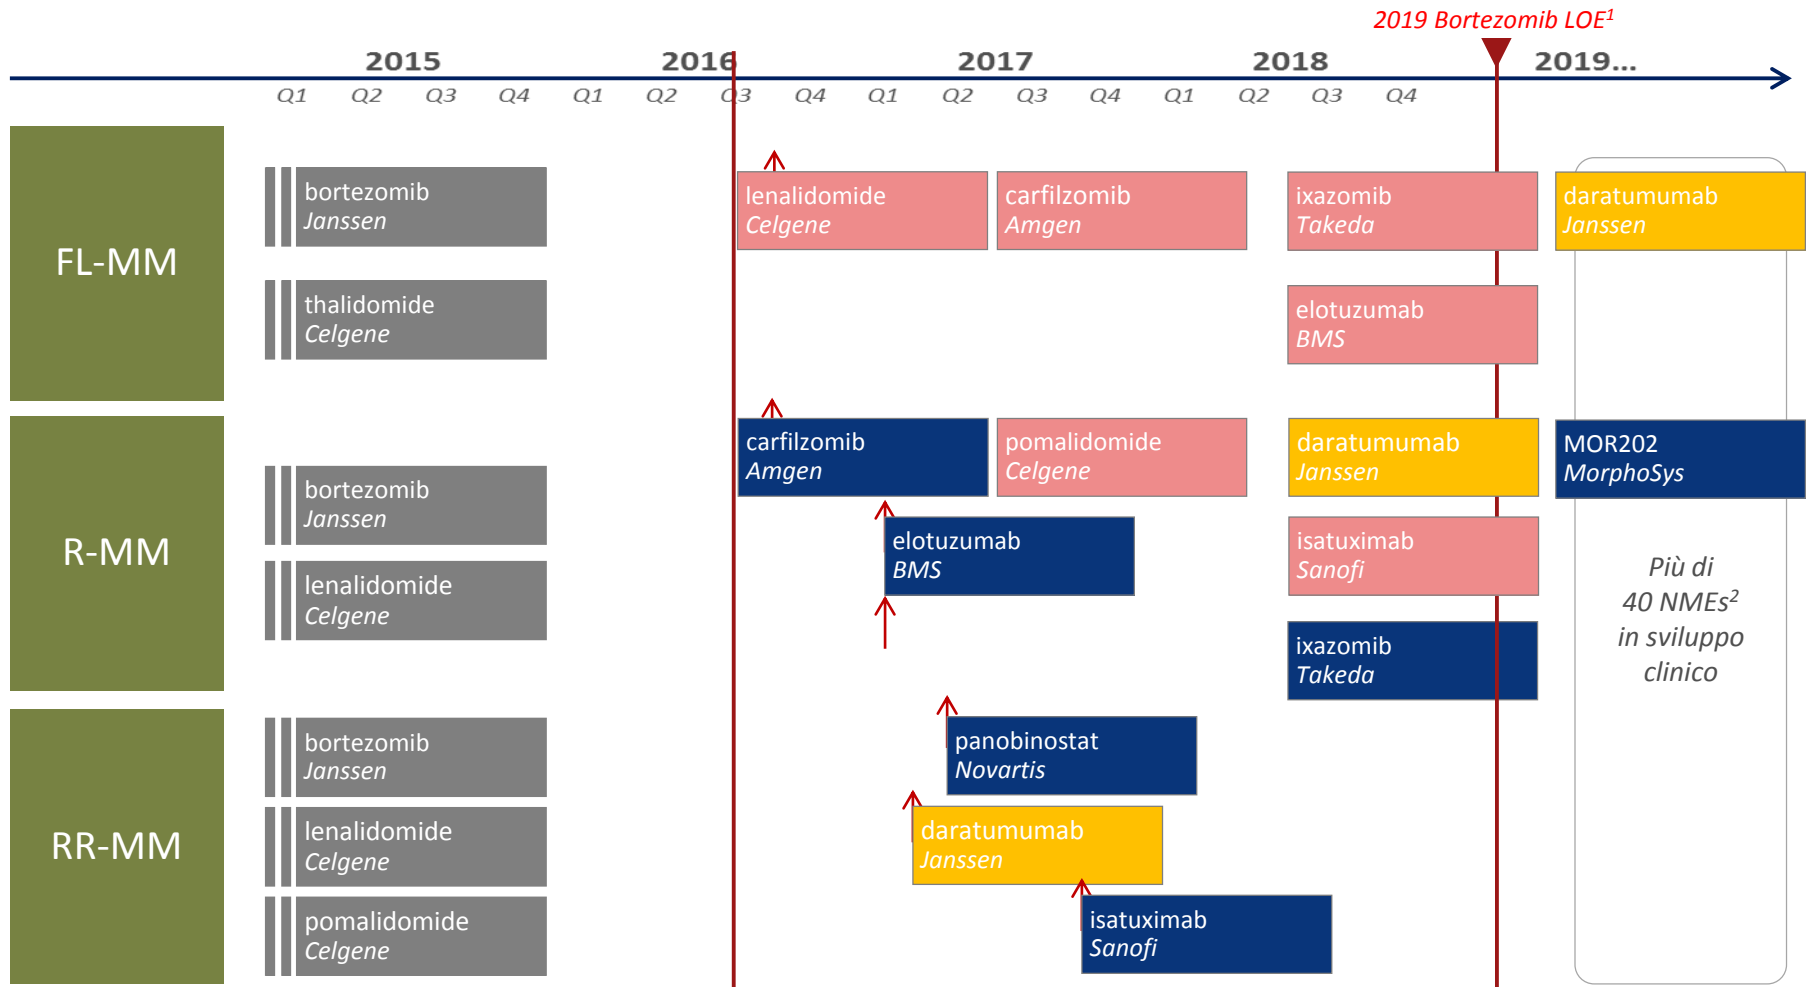 2019 Bortezomib LOE1
2015 2016 2017 2018 2019...
Q1 Q2 Q3 Q4 Q1 Q2 Q3 Q4 Q1 Q2 Q3 Q4 Q1 Q2 Q3 Q4
FL-MM
bortezomib
Janssen
thalidomide
Celgene
lenalidomide
Celgene
carfilzomib
Amgen
ixazomib
Takeda
elotuzumab
BMS
daratumumab
Janssen
R-MM
bortezomib
Janssen
lenalidomide
Celgene
carfilzomib
Amgen
elotuzumab
BMS
pomalidomide
Celgene
daratumumab
Janssen
isatuximab
Sanofi
ixazomib
Takeda
MOR202
MorphoSys
Più di
40 NMEs2
in sviluppo
clinico
RR-MM
bortezomib
Janssen
lenalidomide
Celgene
pomalidomide
Celgene
panobinostat
Novartis
daratumumab
Janssen
isatuximab
Sanofi